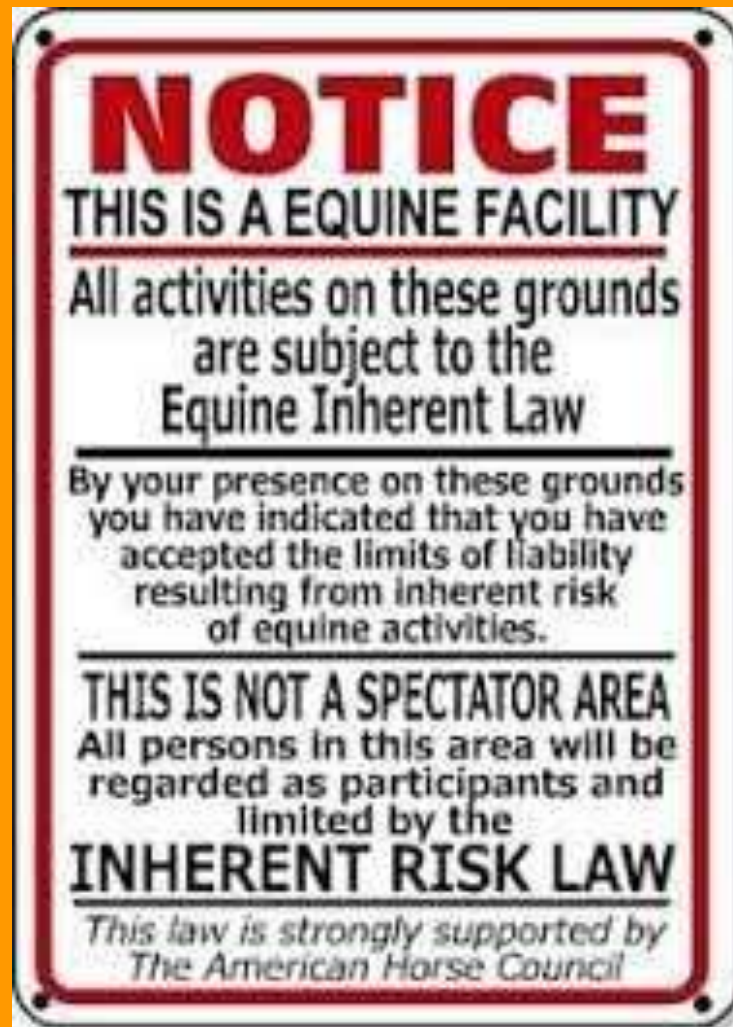 NOTICE
THIS IS A EQUINE FACILITY
All activities on these grounds
are subject to the
Equine Inherent Law
By your presence on these grounds
you have indicated that you have
accepted the limits of liability
resulting from inherent risk
of equine activities.
THIS IS NOT A SPECTATOR AREA
All persons in this area will be
regarded as participants and
limited by the
INHERENT RISK LAW
This law is strongly supported by
The American Horse Council